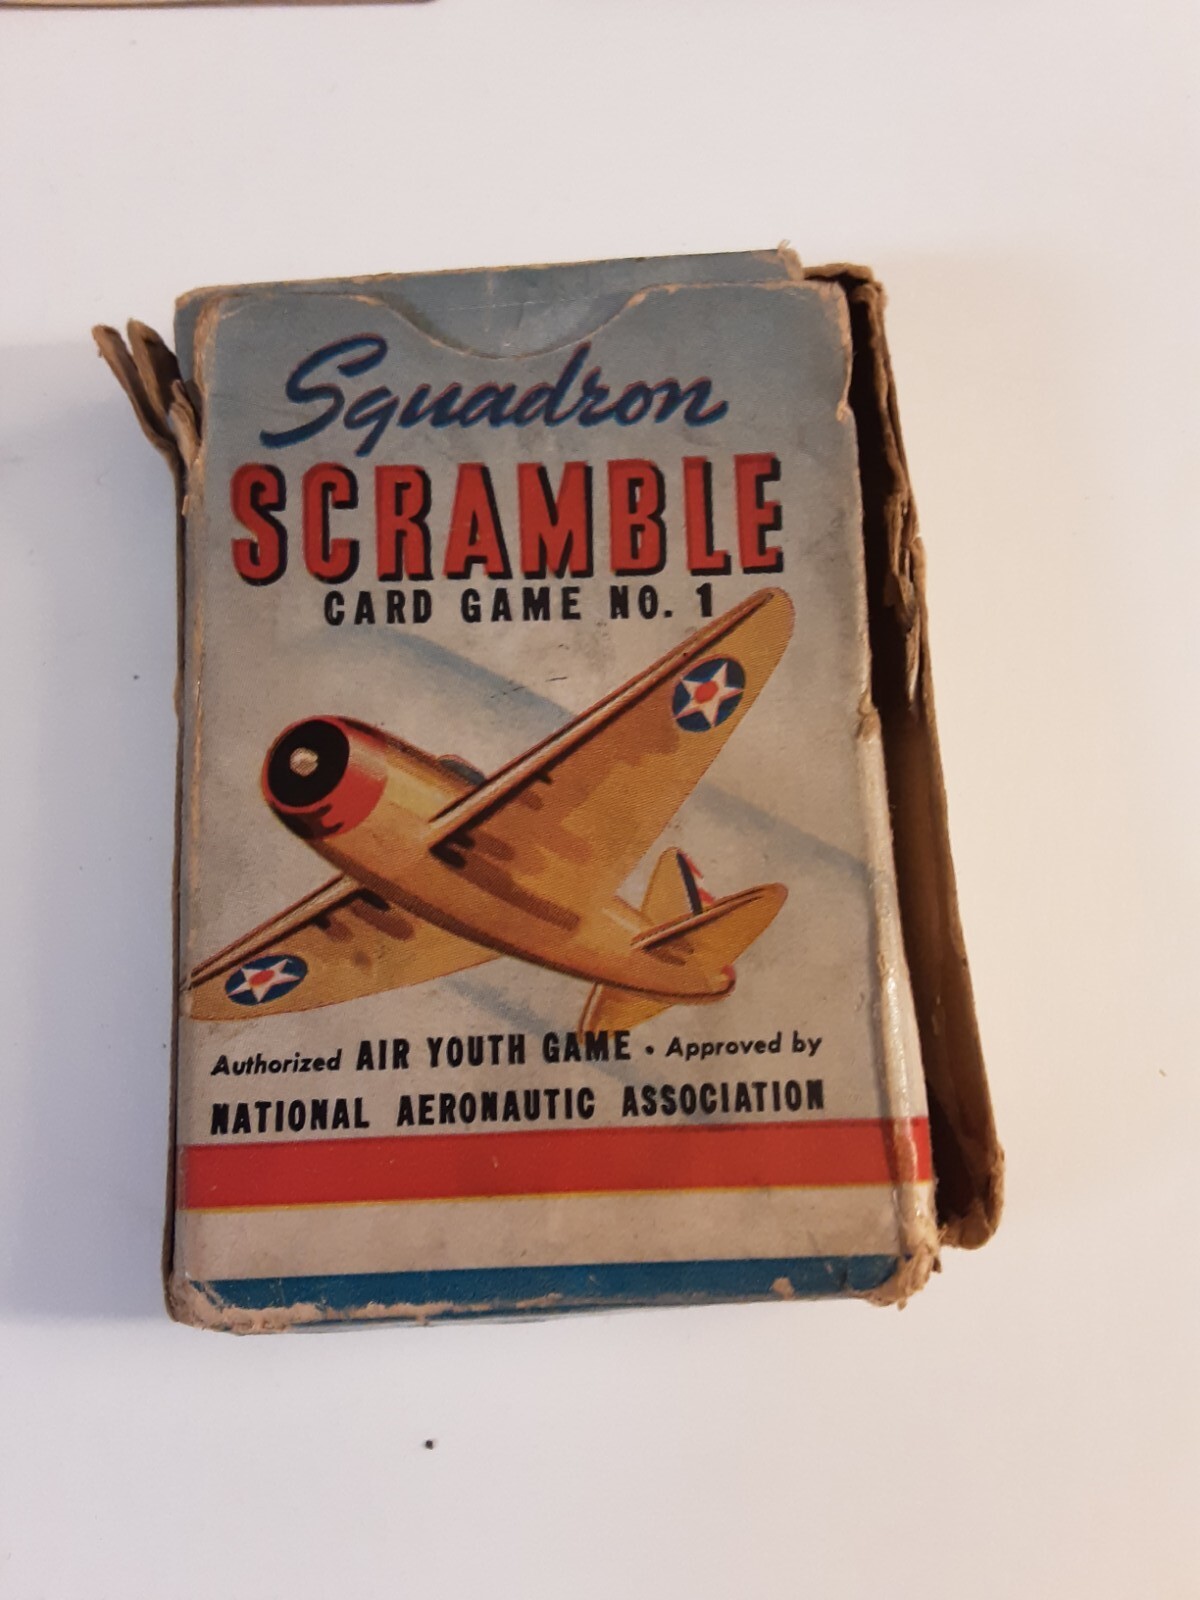 Squadron
SCRAMBLE
CARD GAME NO. 1
Authorized AIR YOUTH GAME • Approved by
NATIONAL AERONAUTIC ASSOCIATION